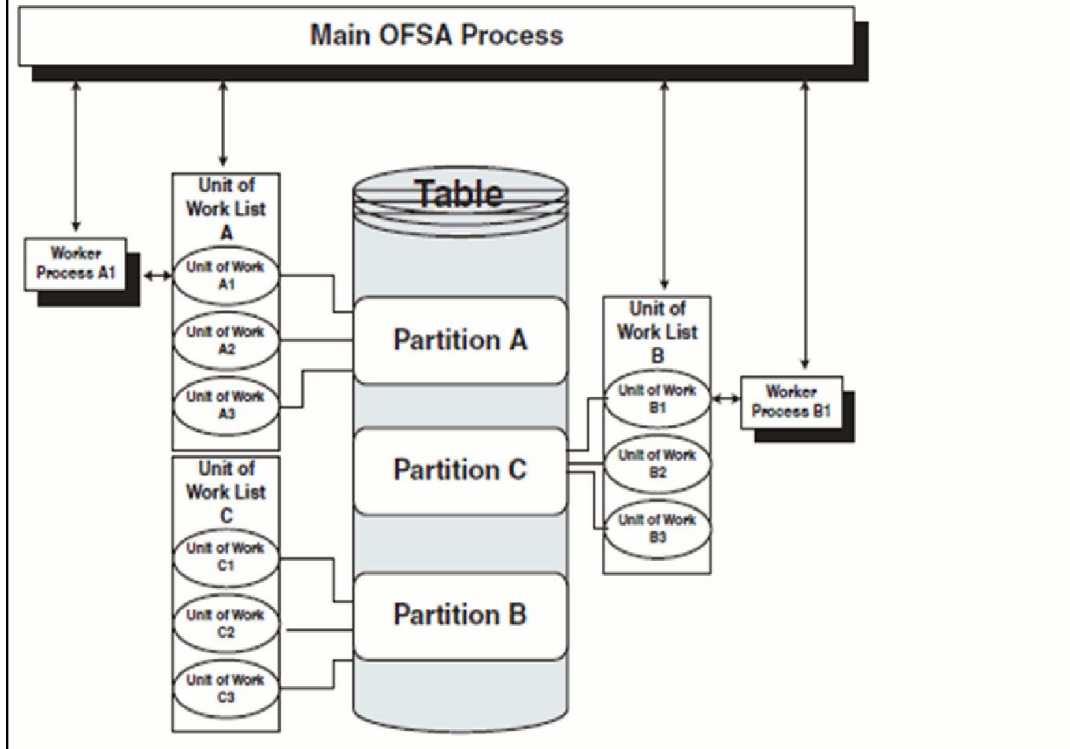 Main OFSA Process
Unit of
Work List
A
Table
Worker
Process A1
Unit of Work
A1
Unit of Work
A2
Unit of Work
A3
Partition A
Unit of
Work List
B
Unit of Work
B1
Worker
Process B1
Unit of Work
B2
Unit of Work
B3
Partition C
Unit of
Work List
C
Unit of Work
C1
Unit of Work
C2
Unit of Work
C3
Partition B